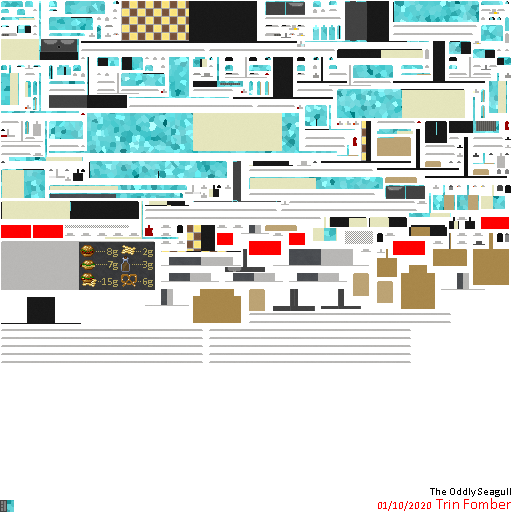 8g 2g
7g 3g
15g 6g
The Oddly Seagull
01/10/2020 Trin Fomber